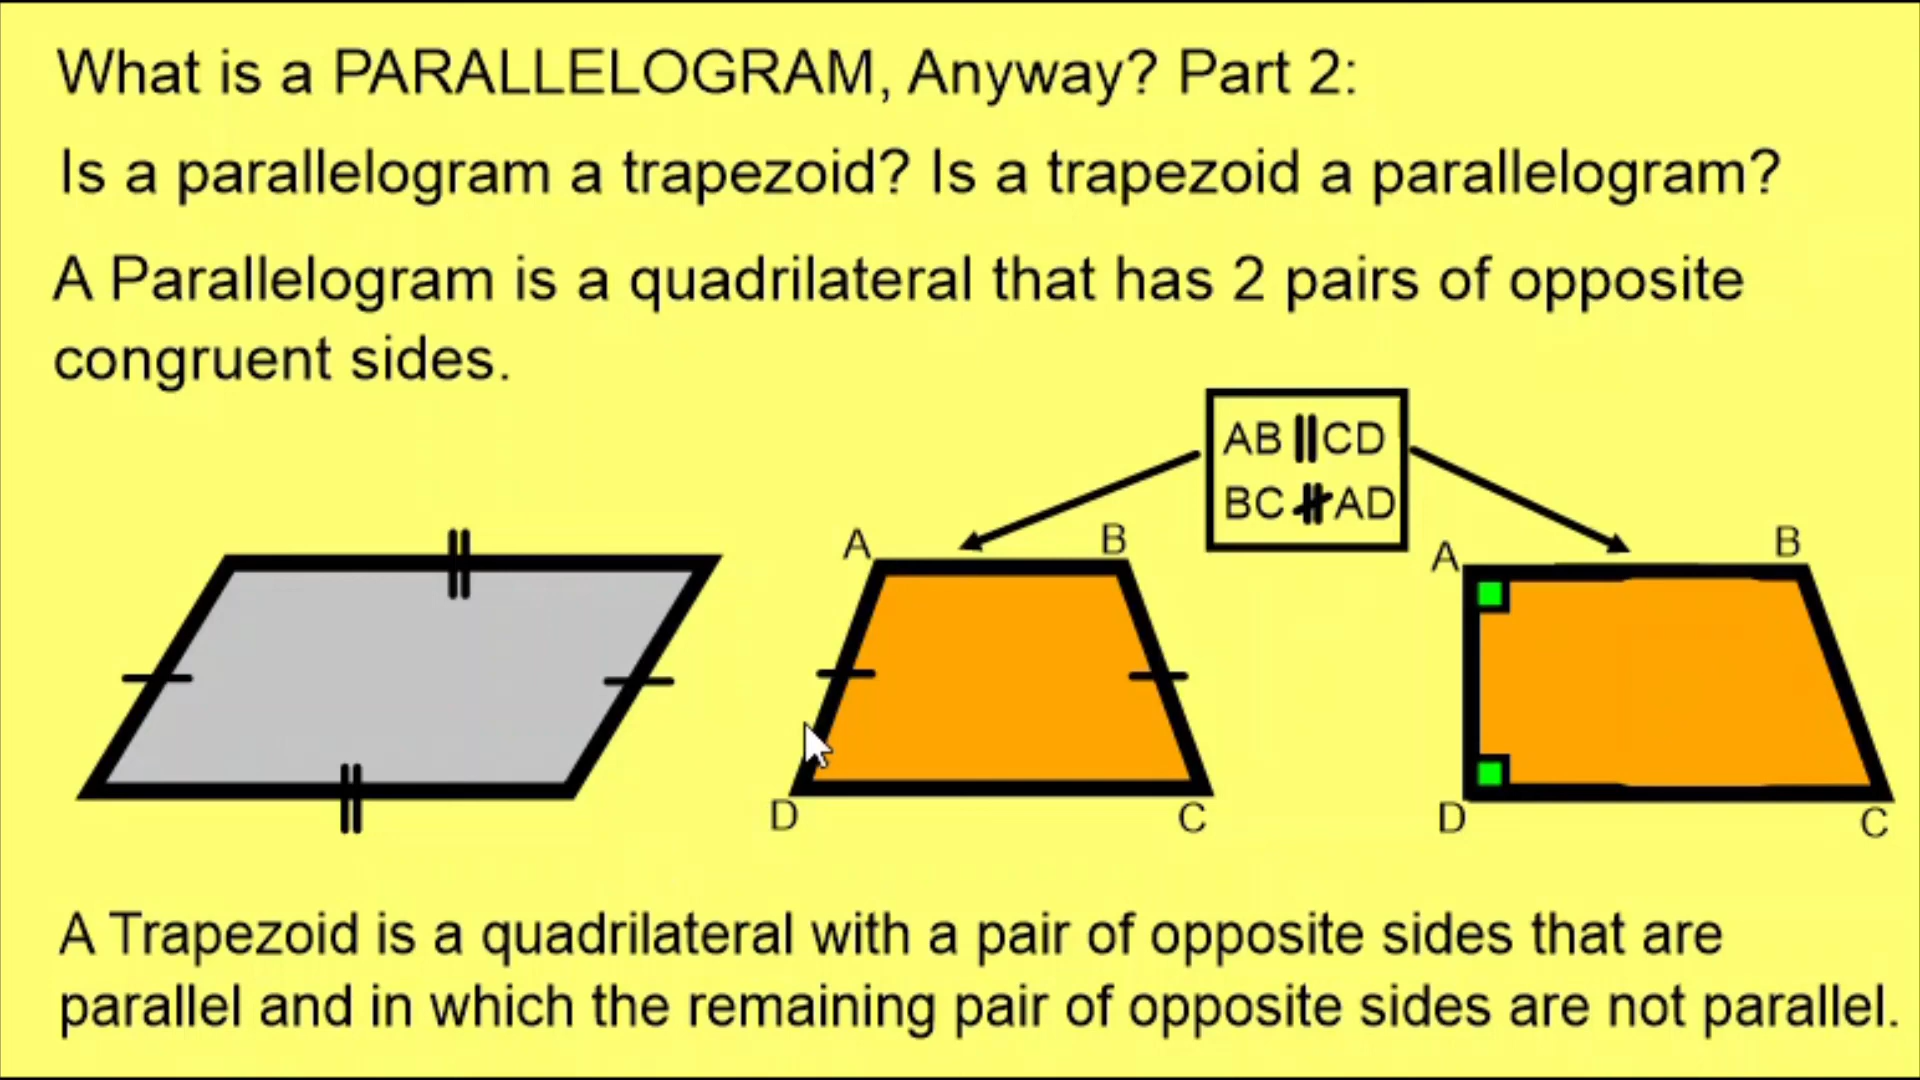 What is a PARALLELOGRAM, Anyway? Part 2:
Is a parallelogram a trapezoid? Is a trapezoid a parallelogram?
A Parallelogram is a quadrilateral that has 2 pairs of opposite
congruent sides.
AB ∥ CD
BC ∦ AD
A B
D C
A B
D C
A Trapezoid is a quadrilateral with a pair of opposite sides that are
parallel and in which the remaining pair of opposite sides are not parallel.